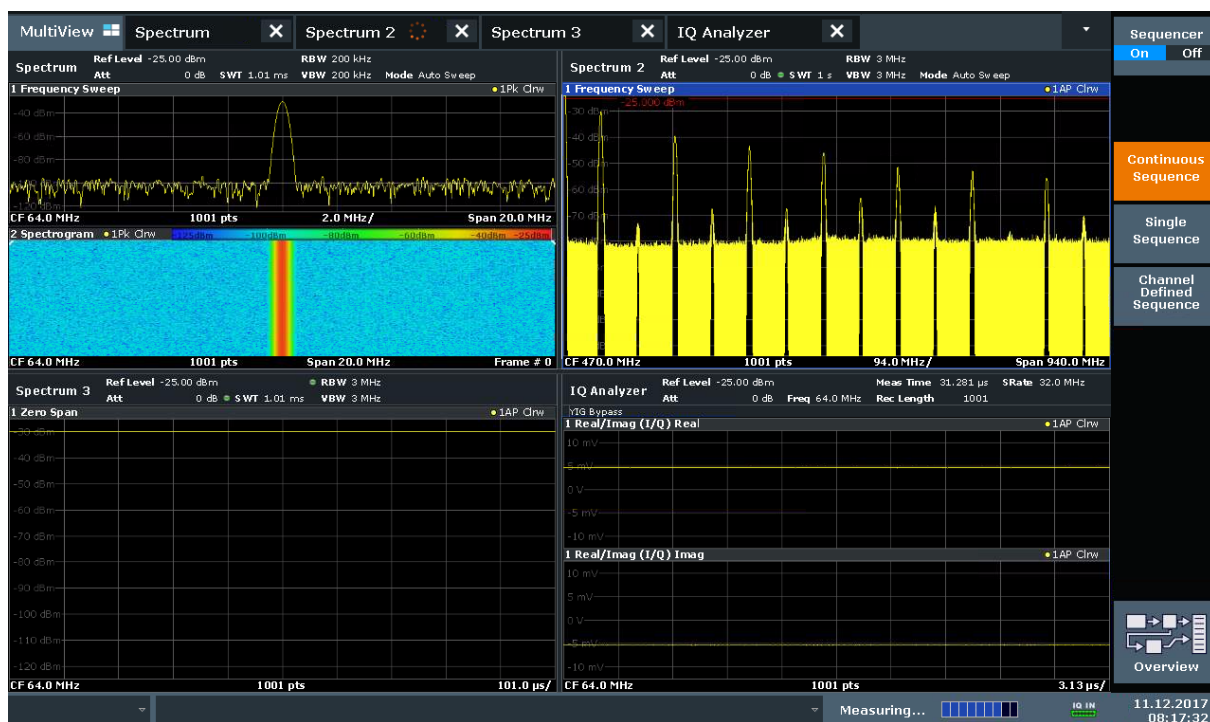 MultiView Spectrum Spectrum 2 Spectrum 3 IQ Analyzer
Sequencer
On Off
Continuous
Sequence
Single
Sequence
Channel
Defined
Sequence
Overview
Spectrum
Ref Level -25.00 dBm RBW 200 kHz
Att 0 dB SWT 1.01 ms VBW 200 kHz Mode Auto Sweep
1 Frequency Sweep 1Pk Clrw
-40 dBm
-60 dBm
-80 dBm
-120 dBm
CF 64.0 MHz 1001 pts 2.0 MHz/ Span 20.0 MHz
2 Spectrogram 1Pk Clrw -125dBm -100dBm -80dBm -60dBm -40dBm -25dBm
CF 64.0 MHz 1001 pts Span 20.0 MHz Frame # 0
Spectrum 2
Ref Level -25.00 dBm RBW 3 MHz
Att 0 dB SWT 1 s VBW 3 MHz Mode Auto Sweep
1 Frequency Sweep 1AP Clrw
-25.000 dBm
-30 dBm
-40 dBm
-50 dBm
-60 dBm
-70 dBm
CF 470.0 MHz 1001 pts 94.0 MHz/ Span 940.0 MHz
Spectrum 3
Ref Level -25.00 dBm RBW 3 MHz
Att 0 dB SWT 1.01 ms VBW 3 MHz
1 Zero Span 1AP Clrw
-30 dBm
-40 dBm
-50 dBm
-60 dBm
-70 dBm
-80 dBm
-90 dBm
-100 dBm
-110 dBm
-120 dBm
CF 64.0 MHz 1001 pts 101.0 µs/
IQ Analyzer
Ref Level -25.00 dBm Meas Time 31.281 µs SRate 32.0 MHz
Att 0 dB Freq 64.0 MHz Rec Length 1001
YIG Bypass
1 Real/Imag (I/Q) Real 1AP Clrw
10 mV
5 mV
0 V
-5 mV
-10 mV
1 Real/Imag (I/Q) Imag 1AP Clrw
10 mV
5 mV
0 V
-5 mV
-10 mV
CF 64.0 MHz 1001 pts 3.13 µs/
Measuring... IQ IN 11.12.2017
08:17:32